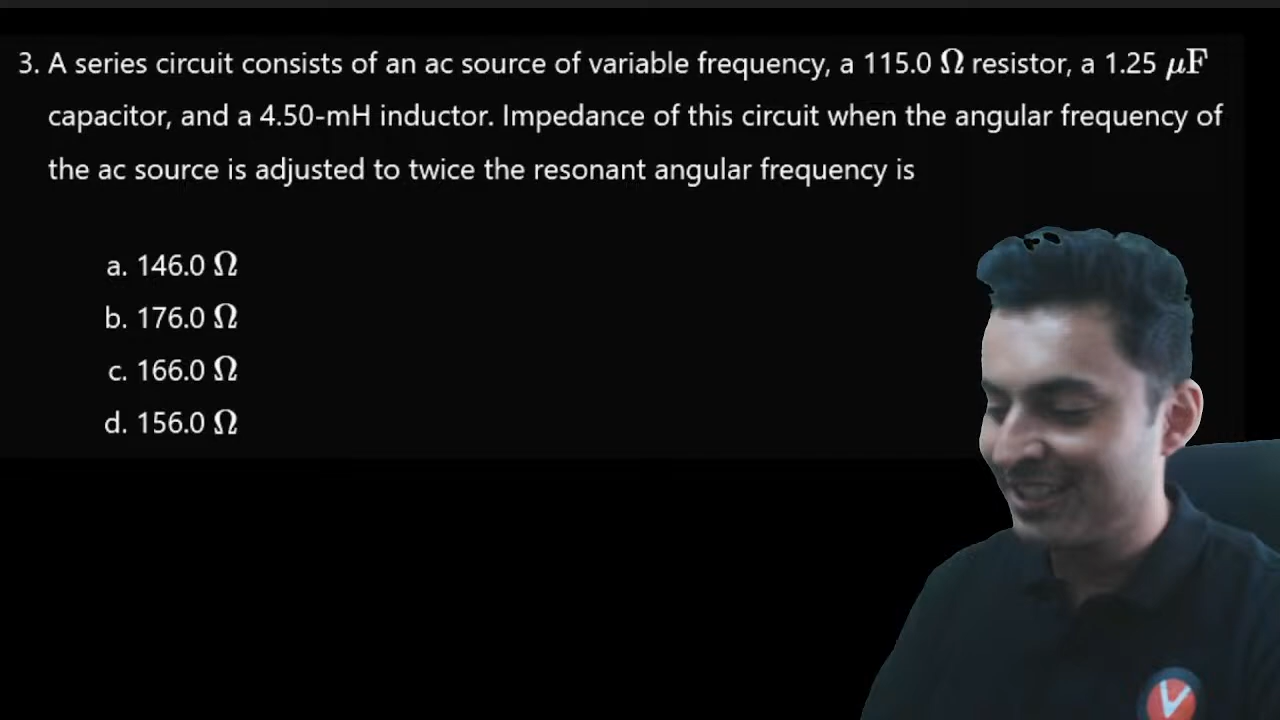 3. A series circuit consists of an ac source of variable frequency, a 115.0 Ω resistor, a 1.25 μF
capacitor, and a 4.50-mH inductor. Impedance of this circuit when the angular frequency of
the ac source is adjusted to twice the resonant angular frequency is
a. 146.0 Ω
b. 176.0 Ω
c. 166.0 Ω
d. 156.0 Ω
V